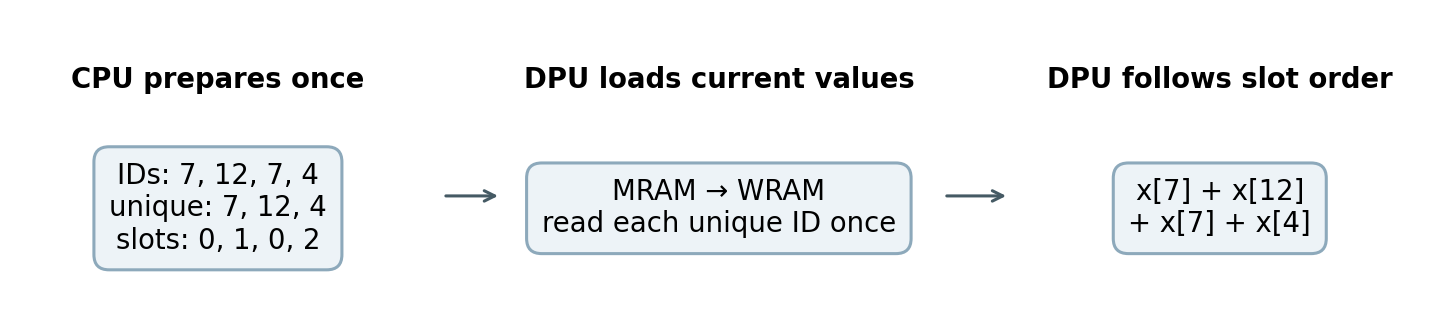 CPU prepares once
IDs: 7, 12, 7, 4
unique: 7, 12, 4
slots: 0, 1, 0, 2
DPU loads current values
MRAM → WRAM
read each unique ID once
DPU follows slot order
x[7] + x[12]
+ x[7] + x[4]